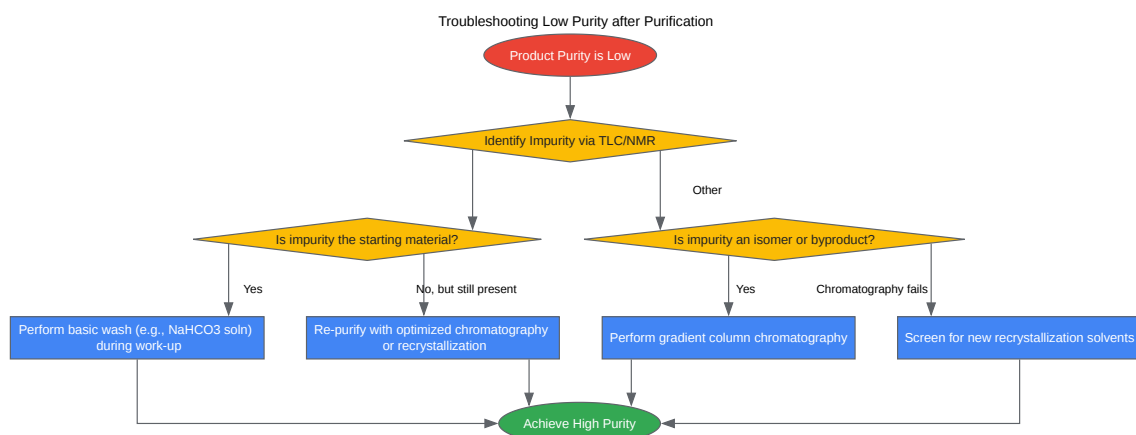 Troubleshooting Low Purity after Purification
Product Purity is Low
Identify Impurity via TLC/NMR
Other
Is impurity the starting material?
Is impurity an isomer or byproduct?
Yes
No, but still present
Yes
Chromatography fails
Perform basic wash (e.g., NaHCO3 soln)
during work-up
Re-purify with optimized chromatography
or recrystallization
Perform gradient column chromatography
Screen for new recrystallization solvents
Achieve High Purity